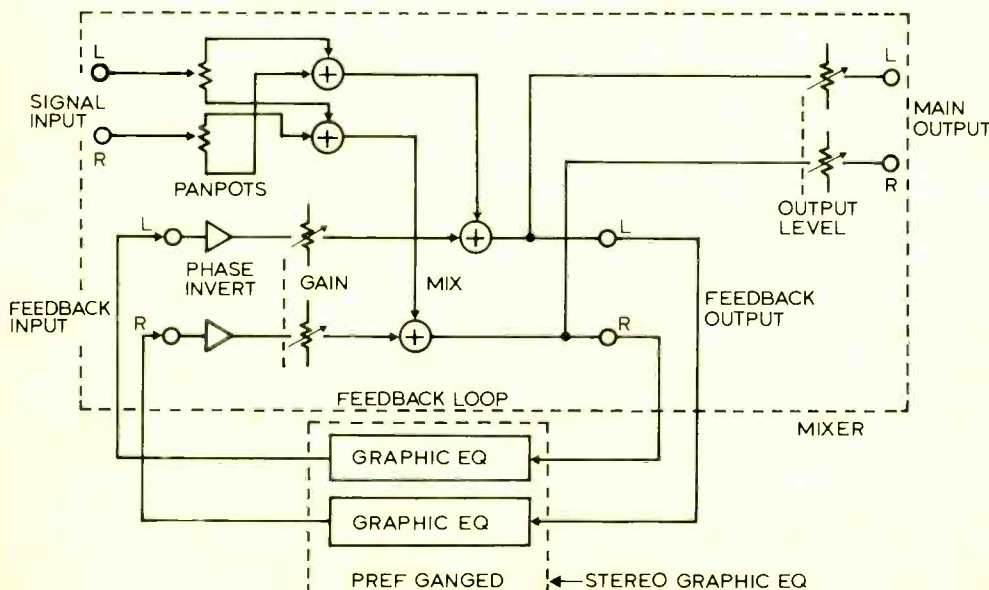 L
SIGNAL
INPUT
R
PANPOTS
L
MAIN
OUTPUT
R
OUTPUT
LEVEL
L
PHASE
INVERT
GAIN
MIX
L
FEEDBACK
INPUT
R
FEEDBACK
OUTPUT
R
FEEDBACK LOOP
MIXER
GRAPHIC EQ
GRAPHIC EQ
PREF GANGED
STEREO GRAPHIC EQ